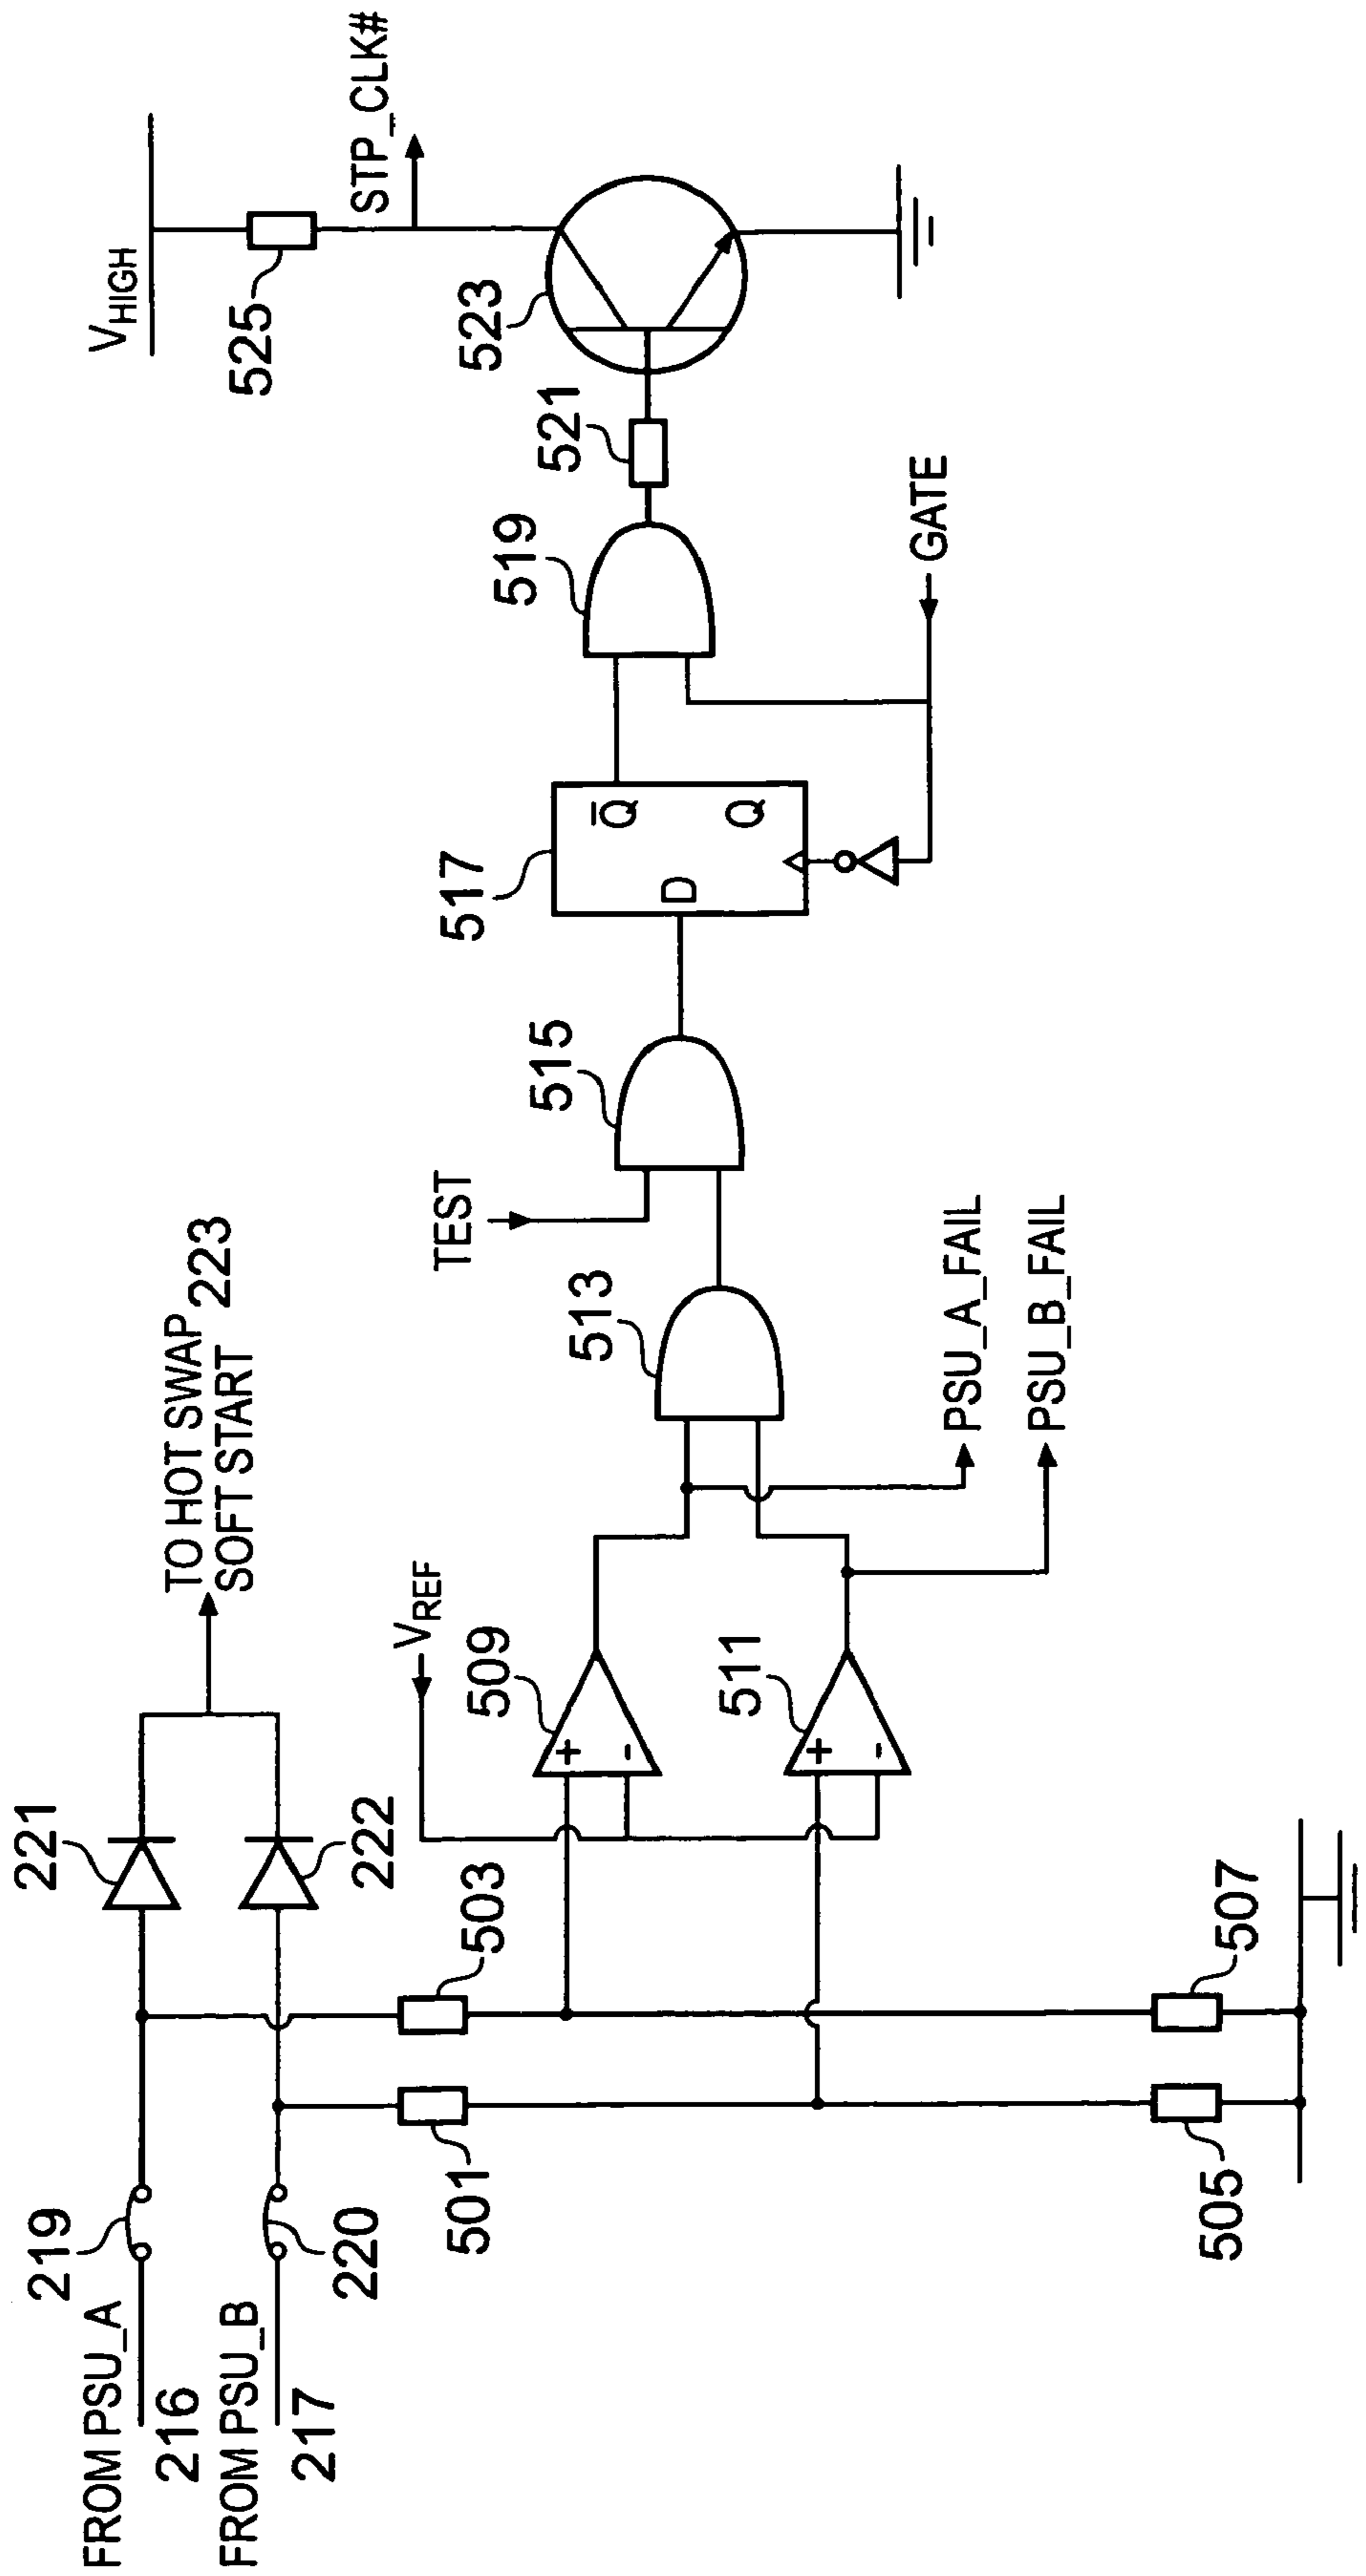 FROM PSU_A
216
219
FROM PSU_B
217
220
221
222
TO HOT SWAP
SOFT START 223
501
503
505
507
VREF
509
+
-
511
+
-
513
PSU_A_FAIL
PSU_B_FAIL
TEST
515
517
D
Q̅
Q
519
GATE
521
523
525
VHIGH
STP_CLK#